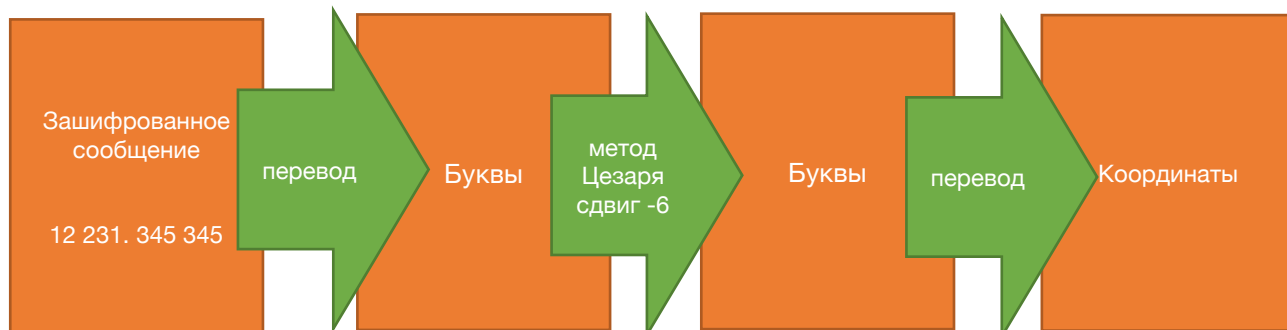 Зашифрованное
сообщение
12 231. 345 345
перевод
Буквы
метод
Цезаря
сдвиг -6
Буквы
перевод
Координаты